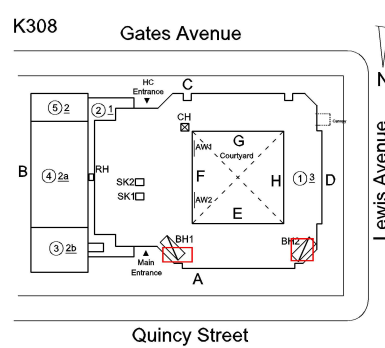 K308
Gates Avenue
HC
Entrance
C
5 2
2 1
CH
Canopy
N
G
AW1
Courtyard
B
4 2a
RH
SK2
SK1
F
H
1 3
D
Lewis Avenue
AW2
E
3 2b
BH1
BH2
Main
Entrance
A
Quincy Street